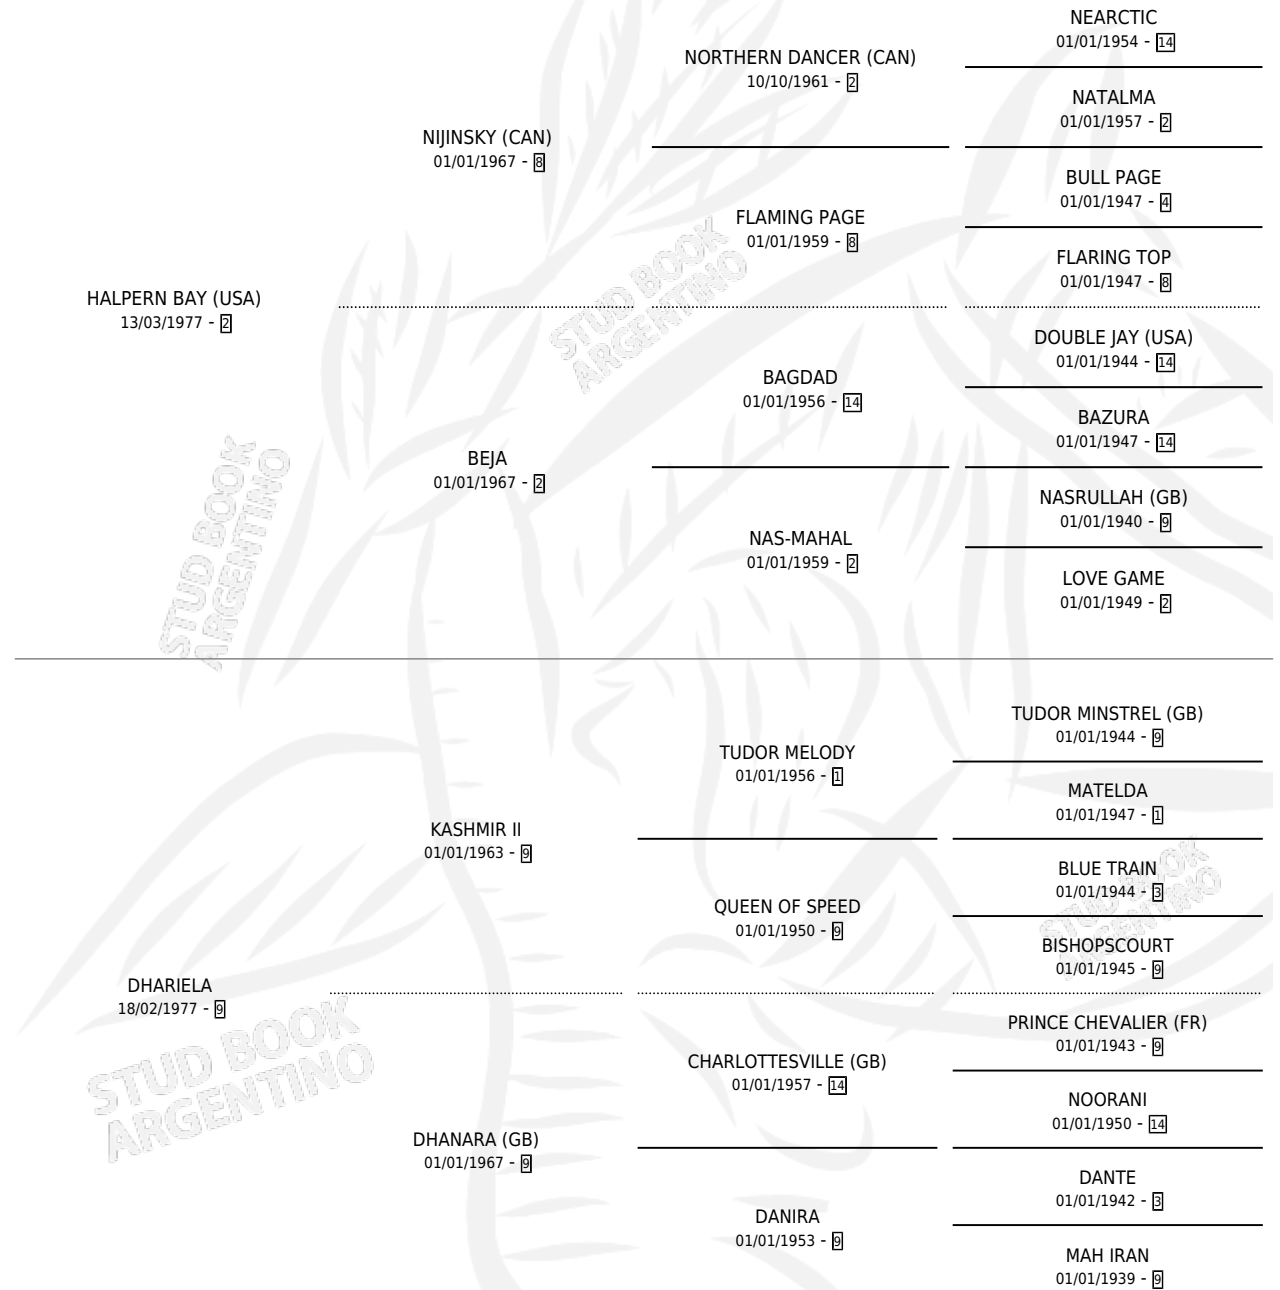 NEARCTIC
01/01/1954 - 14
NORTHERN DANCER (CAN)
10/10/1961 - 2
NATALMA
01/01/1957 - 2
NIJINSKY (CAN)
01/01/1967 - 8
BULL PAGE
01/01/1947 - 4
FLAMING PAGE
01/01/1959 - 8
FLARING TOP
01/01/1947 - 8
HALPERN BAY (USA)
13/03/1977 - 2
DOUBLE JAY (USA)
01/01/1944 - 14
BAGDAD
01/01/1956 - 14
BAZURA
01/01/1947 - 14
BEJA
01/01/1967 - 2
NASRULLAH (GB)
01/01/1940 - 9
NAS-MAHAL
01/01/1959 - 2
LOVE GAME
01/01/1949 - 2
TUDOR MINSTREL (GB)
01/01/1944 - 9
TUDOR MELODY
01/01/1956 - 1
MATELDA
01/01/1947 - 1
KASHMIR II
01/01/1963 - 9
BLUE TRAIN
01/01/1944 - 3
QUEEN OF SPEED
01/01/1950 - 9
BISHOPSCOURT
01/01/1945 - 9
DHARIELA
18/02/1977 - 9
PRINCE CHEVALIER (FR)
01/01/1943 - 9
CHARLOTTESVILLE (GB)
01/01/1957 - 14
NOORANI
01/01/1950 - 14
DHANARA (GB)
01/01/1967 - 9
DANTE
01/01/1942 - 3
DANIRA
01/01/1953 - 9
MAH IRAN
01/01/1939 - 9
STUD BOOK
ARGENTINO
STUD BOOK
ARGENTINO
STUD BOOK
ARGENTINO
STUD BOOK
ARGENTINO